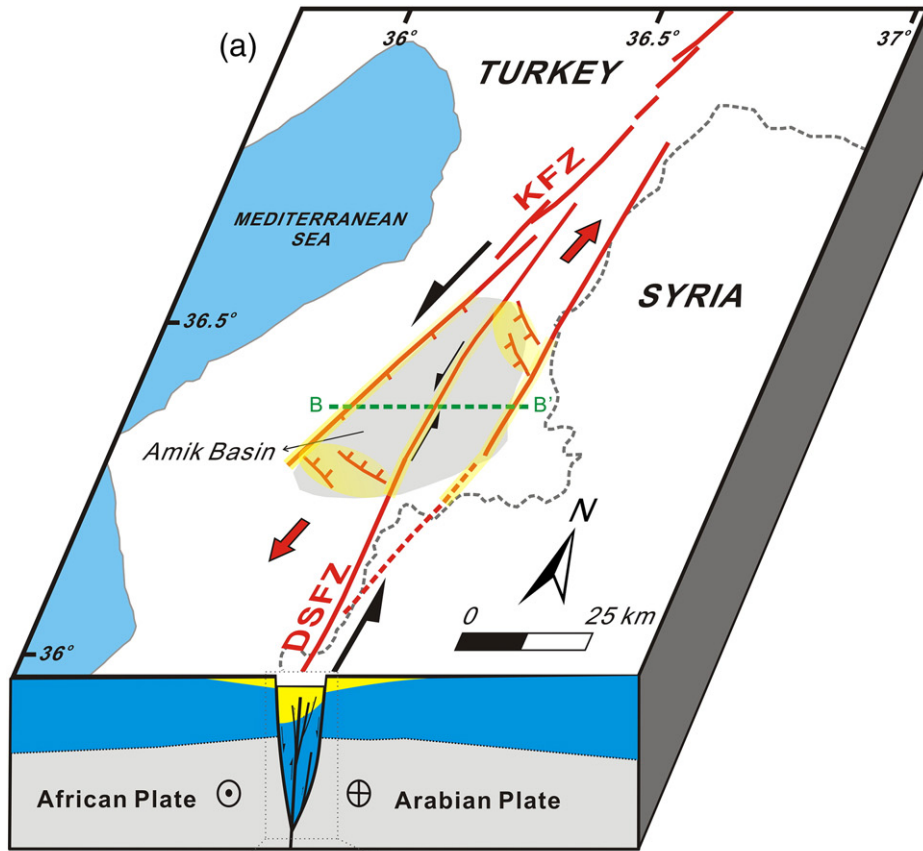 (a)
36°
36.5°
37°
TURKEY
KFZ
MEDITERRANEAN
SEA
SYRIA
36.5°
B
B'
Amik Basin
N
DSFZ
0
25 km
36°
African Plate
Arabian Plate